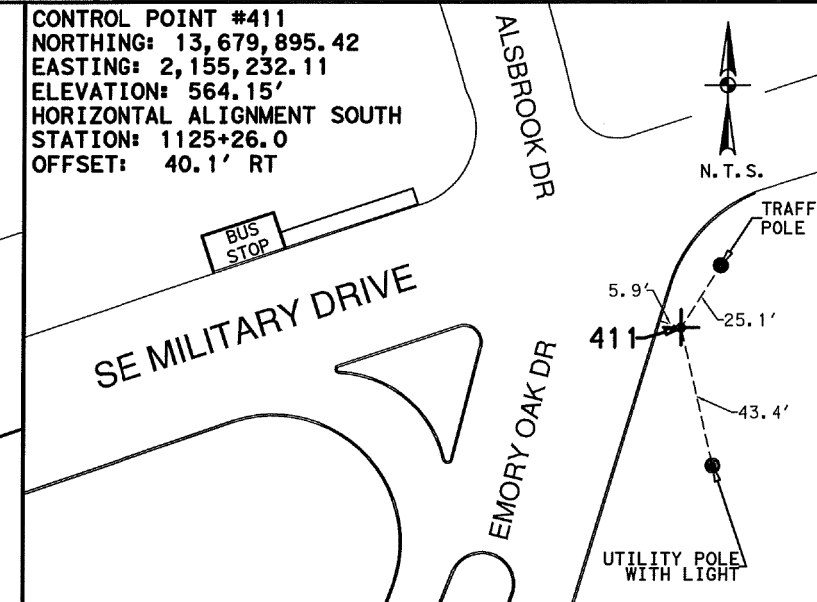 CONTROL POINT #411
NORTHING: 13,679,895.42
EASTING: 2,155,232.11
ELEVATION: 564.15'
HORIZONTAL ALIGNMENT SOUTH
STATION: 1125+26.0
OFFSET: 40.1' RT
ALSBROOK DR
N.T.S.
BUS
STOP
TRAFF
POLE
SE MILITARY DRIVE
5.9'
25.1'
411
43.4'
EMORY OAK DR
UTILITY POLE
WITH LIGHT